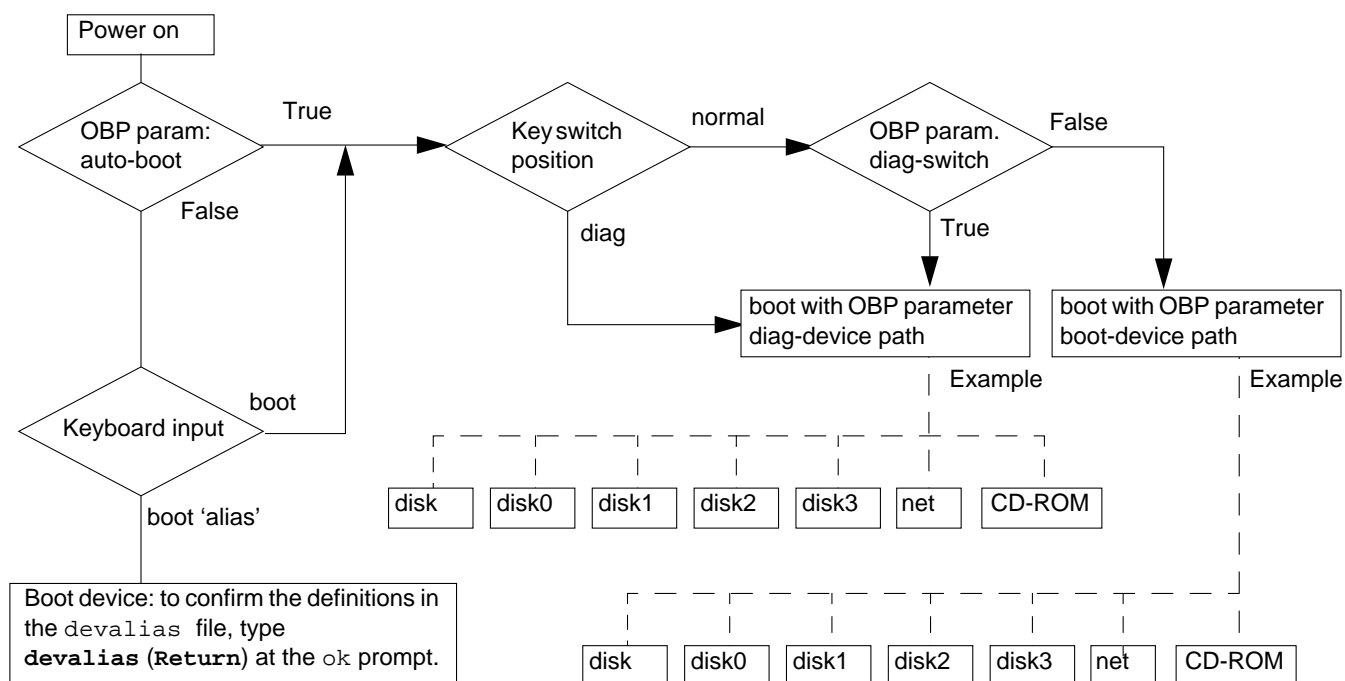 Power on
OBP param:
auto-boot
True
False
Key switch
position
normal
diag
OBP param.
diag-switch
False
True
boot with OBP parameter
diag-device path
boot with OBP parameter
boot-device path
Example
Example
Keyboard input
boot
boot ‘alias’
disk
disk0
disk1
disk2
disk3
net
CD-ROM
Boot device: to confirm the definitions in
the devalias file, type
devalias (Return) at the ok prompt.
disk
disk0
disk1
disk2
disk3
net
CD-ROM